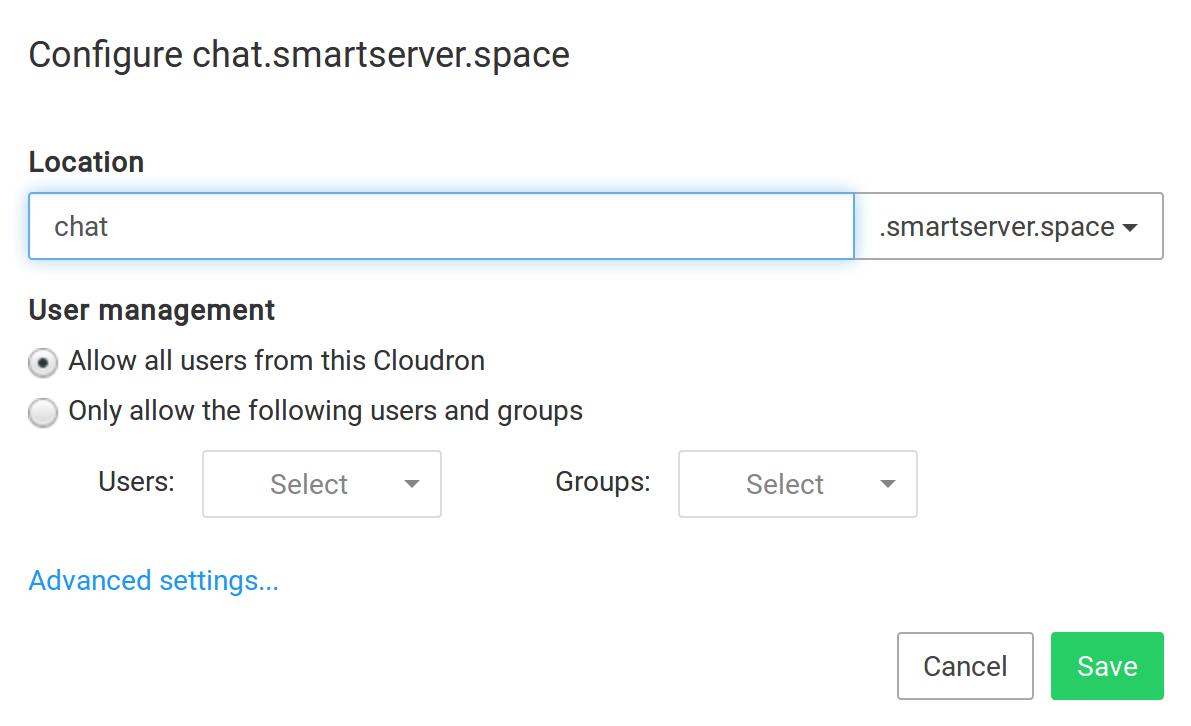 Configure chat.smartserver.space
Location
chat .smartserver.space
User management
Allow all users from this Cloudron
Only allow the following users and groups
Users: Select Groups: Select
Advanced settings...
Cancel Save